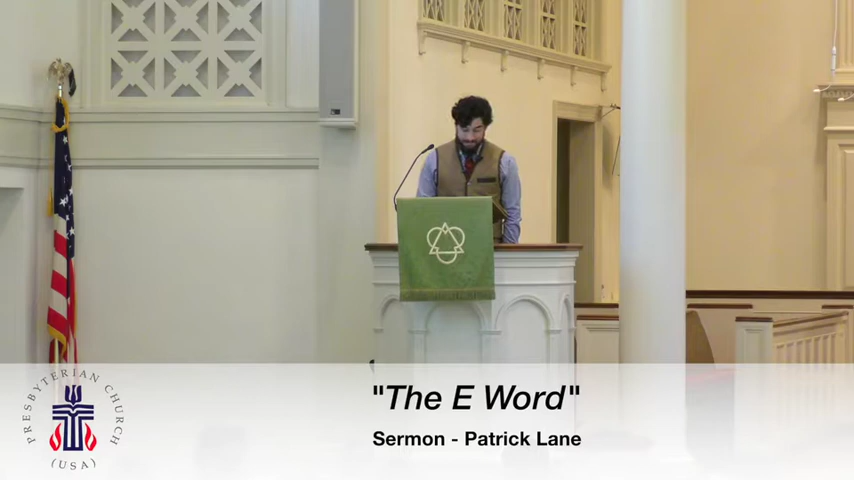 "The E Word"
Sermon - Patrick Lane
PRESBYTERIAN CHURCH
(USA)